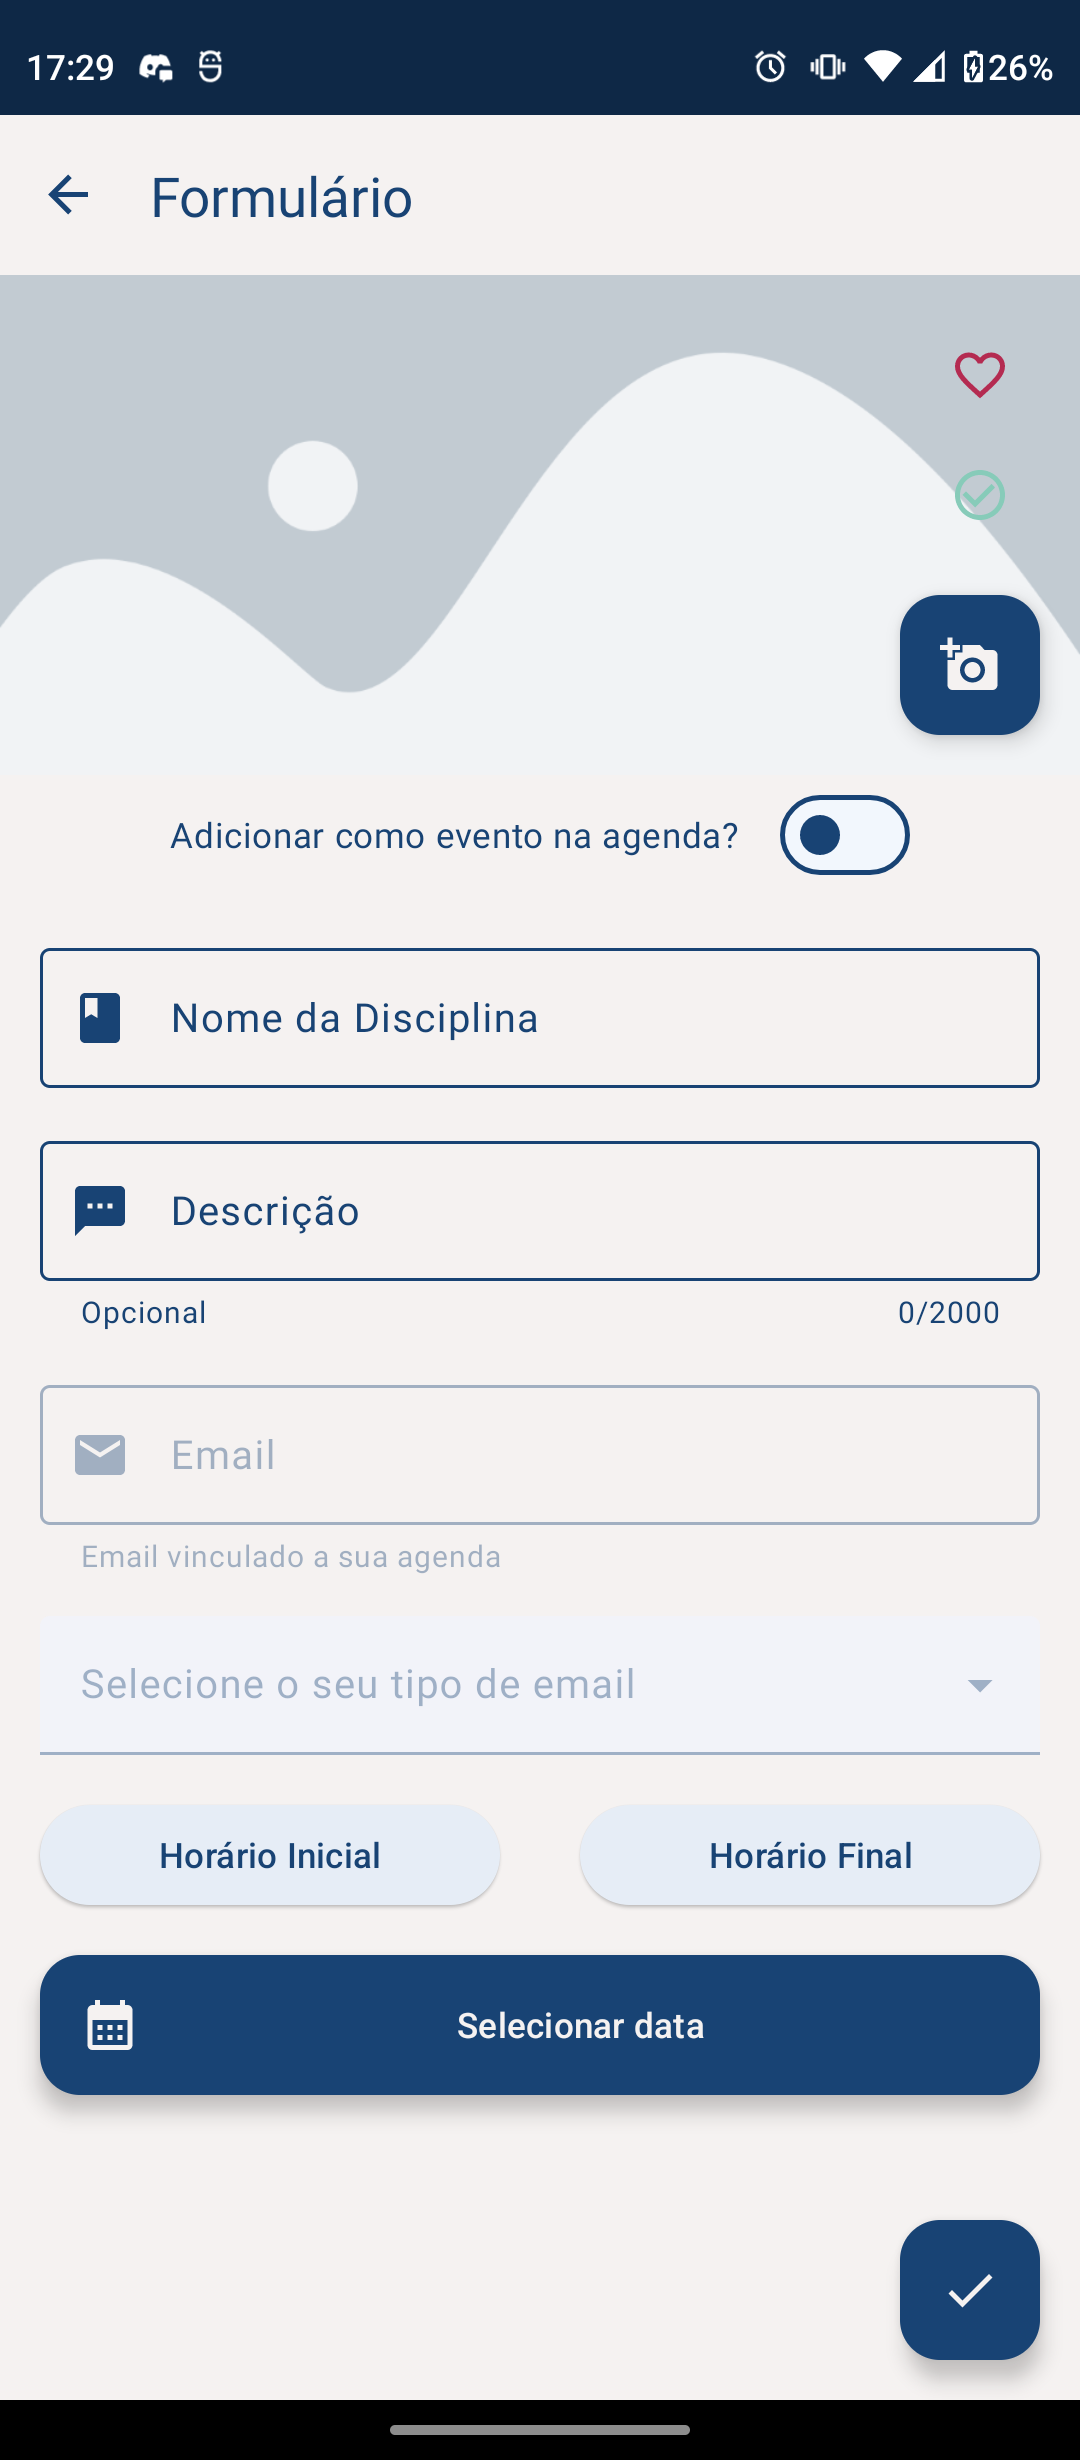 17:29
26%
Formulário
Adicionar como evento na agenda?
Nome da Disciplina
Descrição
Opcional
0/2000
Email
Email vinculado a sua agenda
Selecione o seu tipo de email
Horário Inicial
Horário Final
Selecionar data